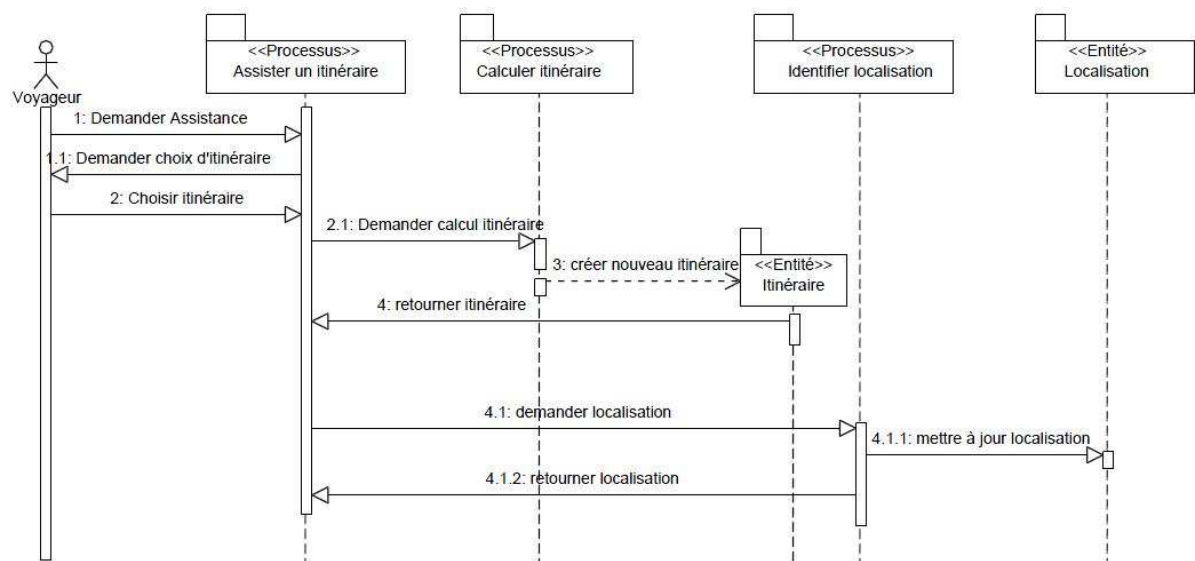 <<Processus>>
Assister un itinéraire
<<Processus>>
Calculer itinéraire
<<Processus>>
Identifier localisation
<<Entité>>
Localisation
Voyageur
1: Demander Assistance
1.1: Demander choix d'itinéraire
2: Choisir itinéraire
2.1: Demander calcul itinéraire
3: créer nouveau itinéraire
<<Entité>>
Itinéraire
4: retourner itinéraire
4.1: demander localisation
4.1.1: mettre à jour localisation
4.1.2: retourner localisation